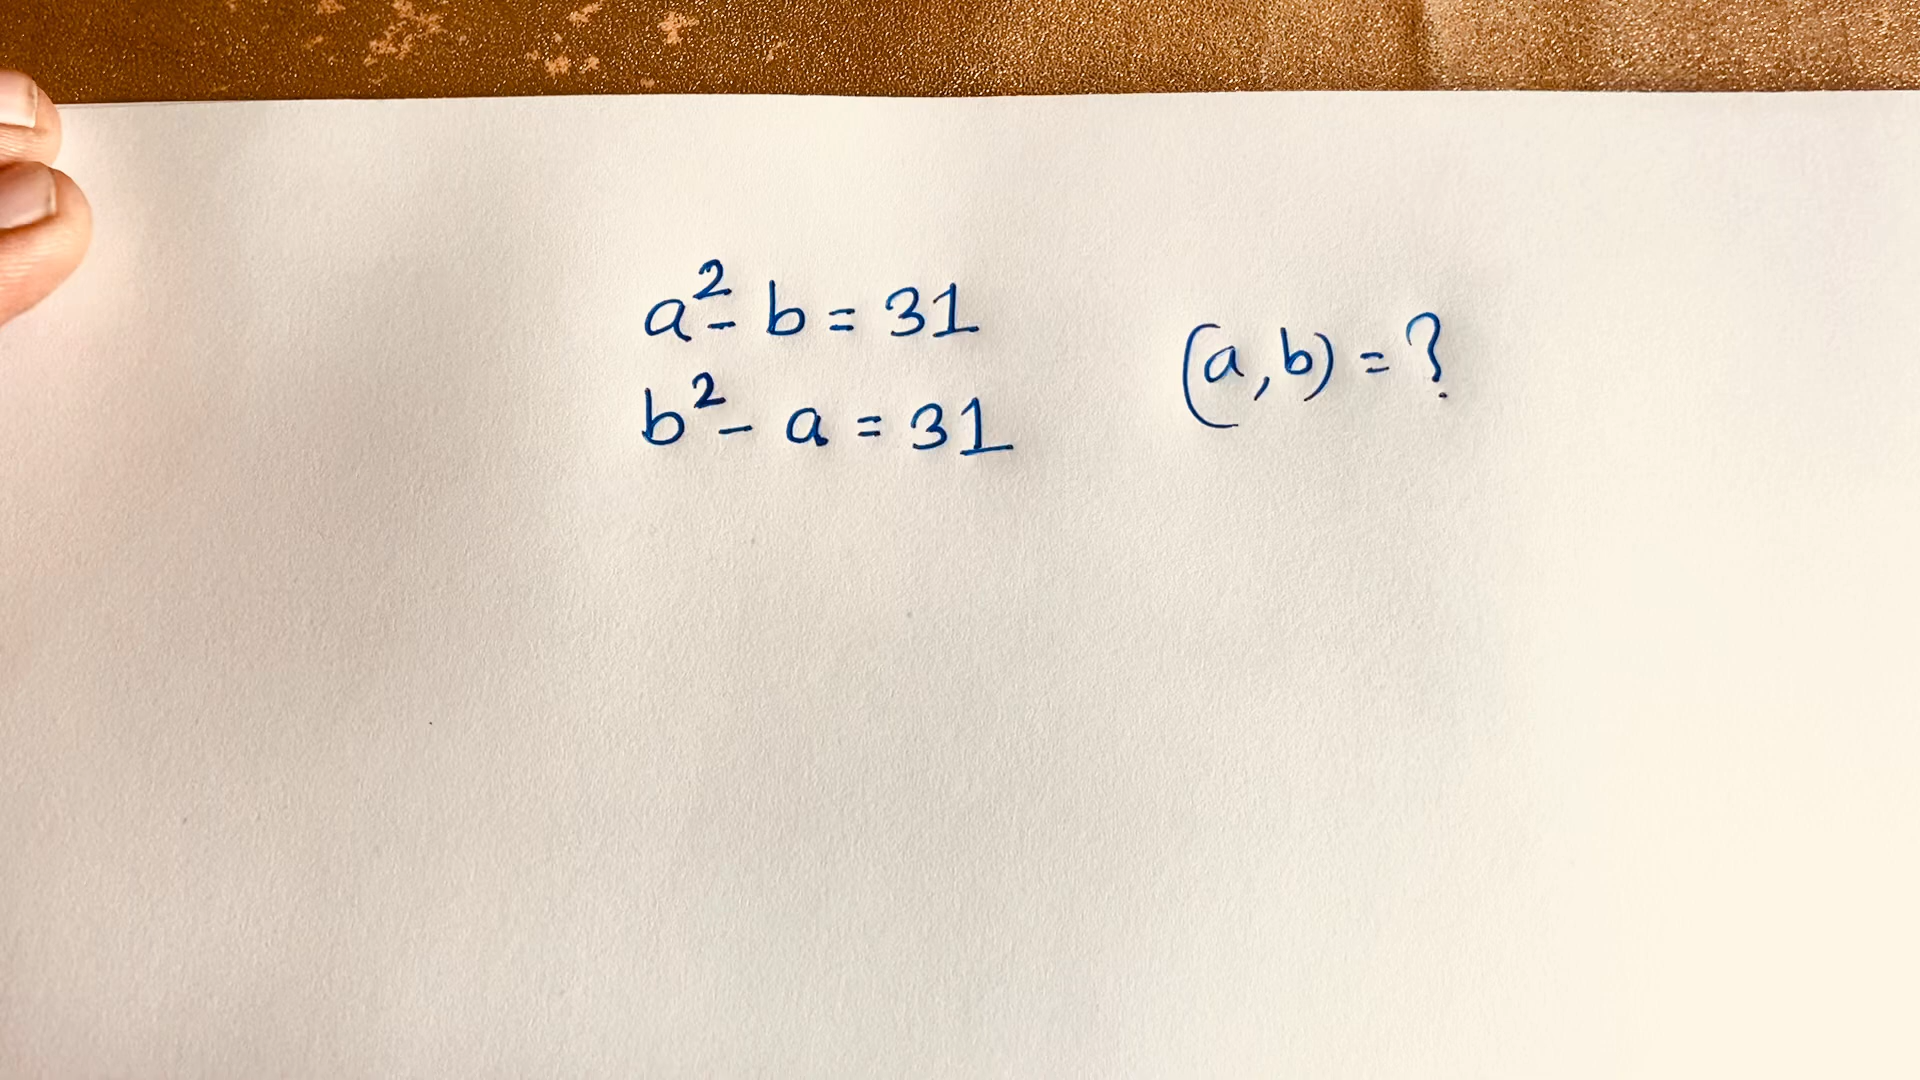 a² - b = 31
b² - a = 31
(a, b) = ?